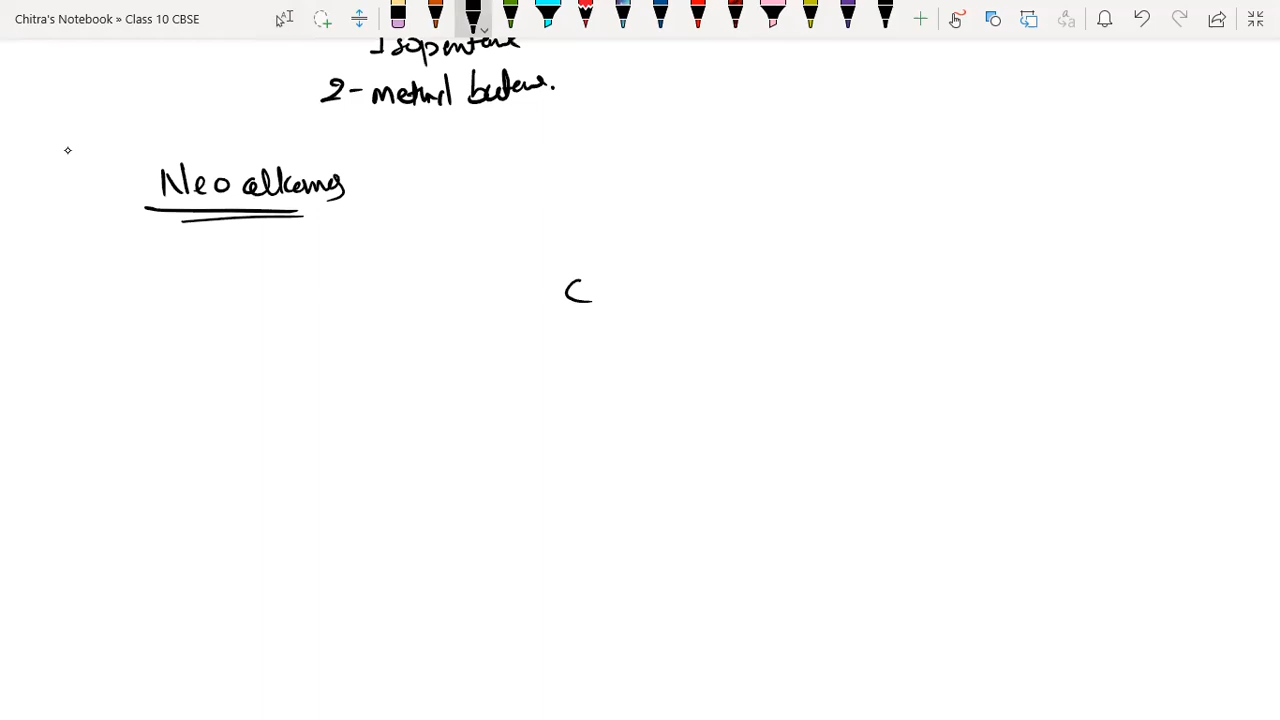 Chitra's Notebook » Class 10 CBSE
Isopentane
2-methyl butane.
Neo alkanes
C